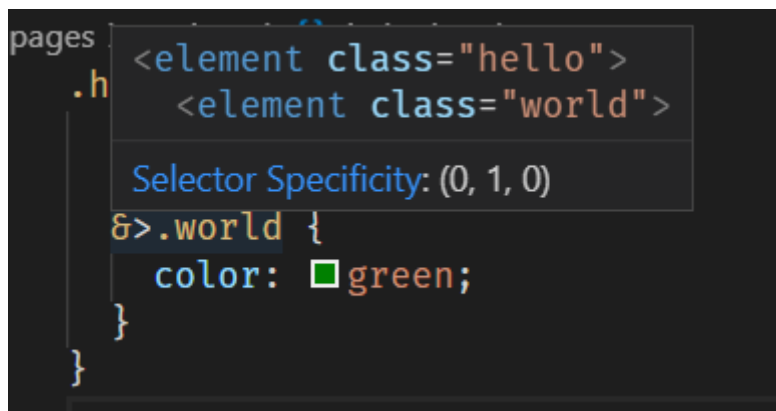 pages
<element class="hello">
.h
<element class="world">
Selector Specificity: (0, 1, 0)
&>.world {
color: green;
}
}